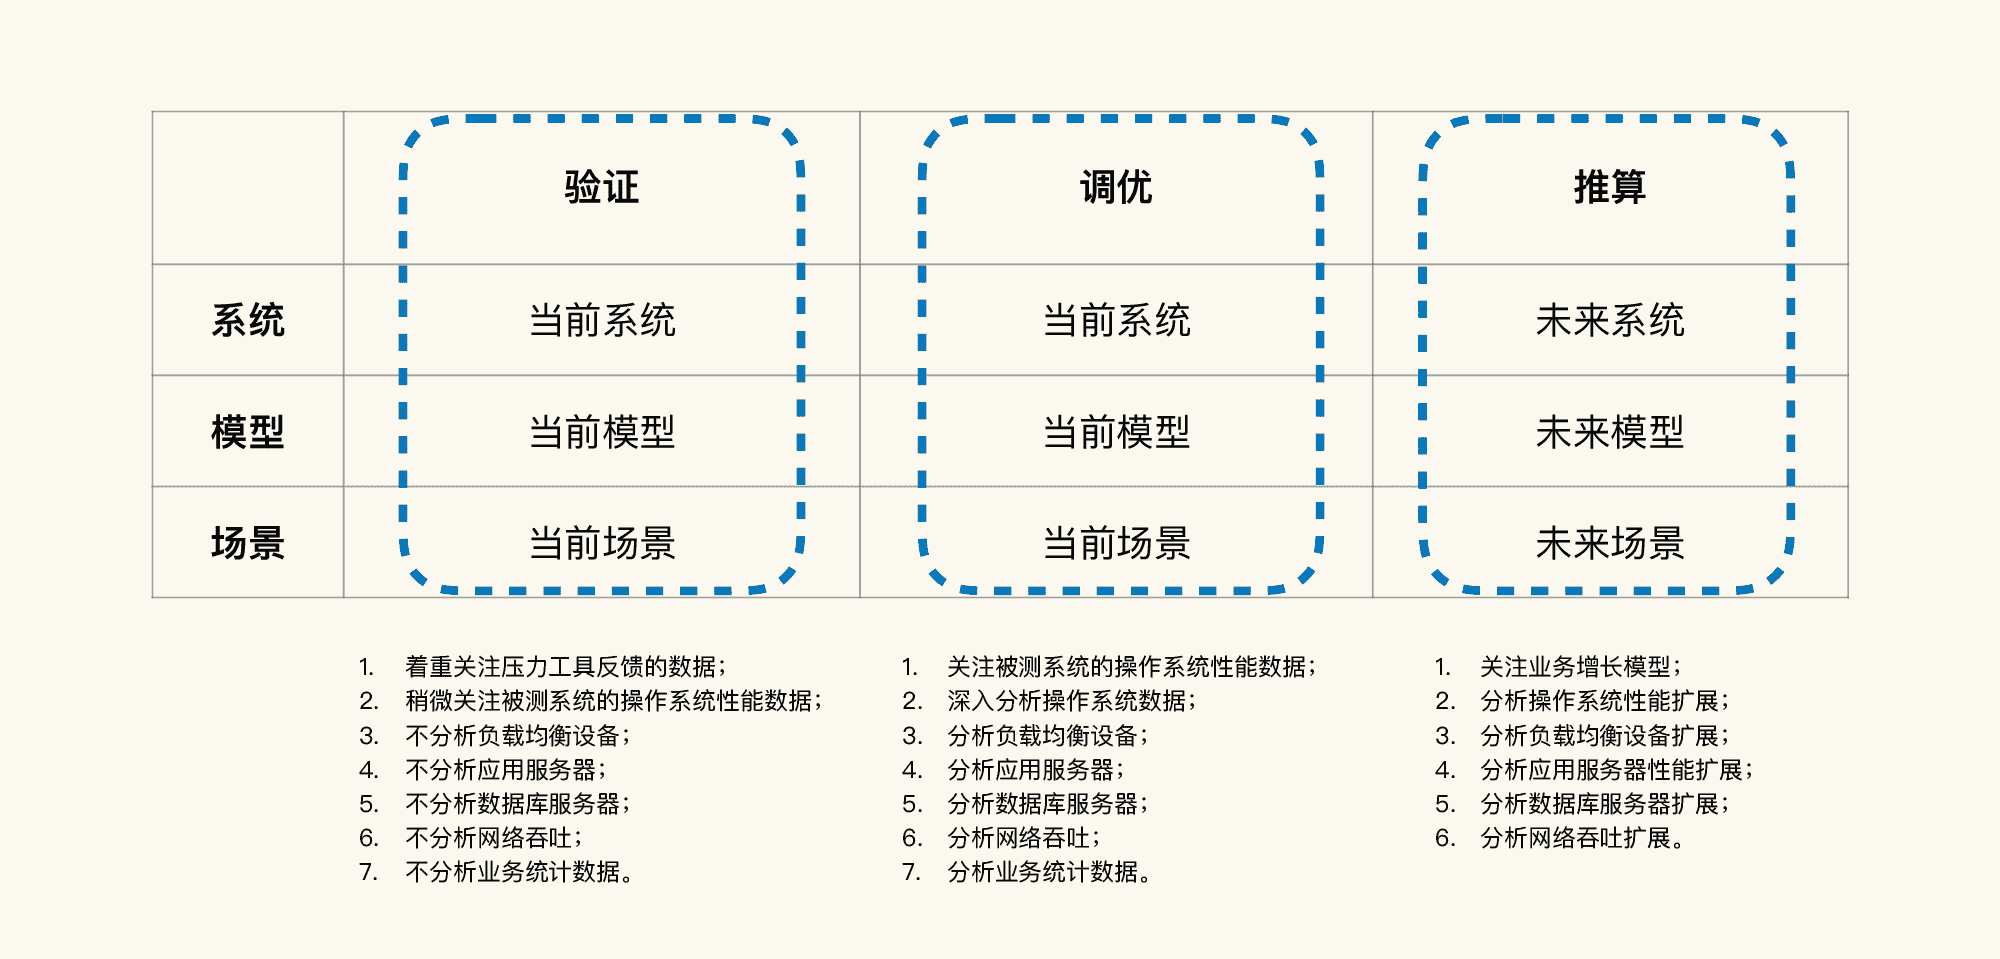 验证 调优 推算
系统 当前系统 当前系统 未来系统
模型 当前模型 当前模型 未来模型
场景 当前场景 当前场景 未来场景
1. 着重关注压力工具反馈的数据；
2. 稍微关注被测系统的操作系统性能数据；
3. 不分析负载均衡设备；
4. 不分析应用服务器；
5. 不分析数据库服务器；
6. 不分析网络吞吐；
7. 不分析业务统计数据。
1. 关注被测系统的操作系统性能数据；
2. 深入分析操作系统数据；
3. 分析负载均衡设备；
4. 分析应用服务器；
5. 分析数据库服务器；
6. 分析网络吞吐；
7. 分析业务统计数据。
1. 关注业务增长模型；
2. 分析操作系统性能扩展；
3. 分析负载均衡设备扩展；
4. 分析应用服务器性能扩展；
5. 分析数据库服务器扩展；
6. 分析网络吞吐扩展。